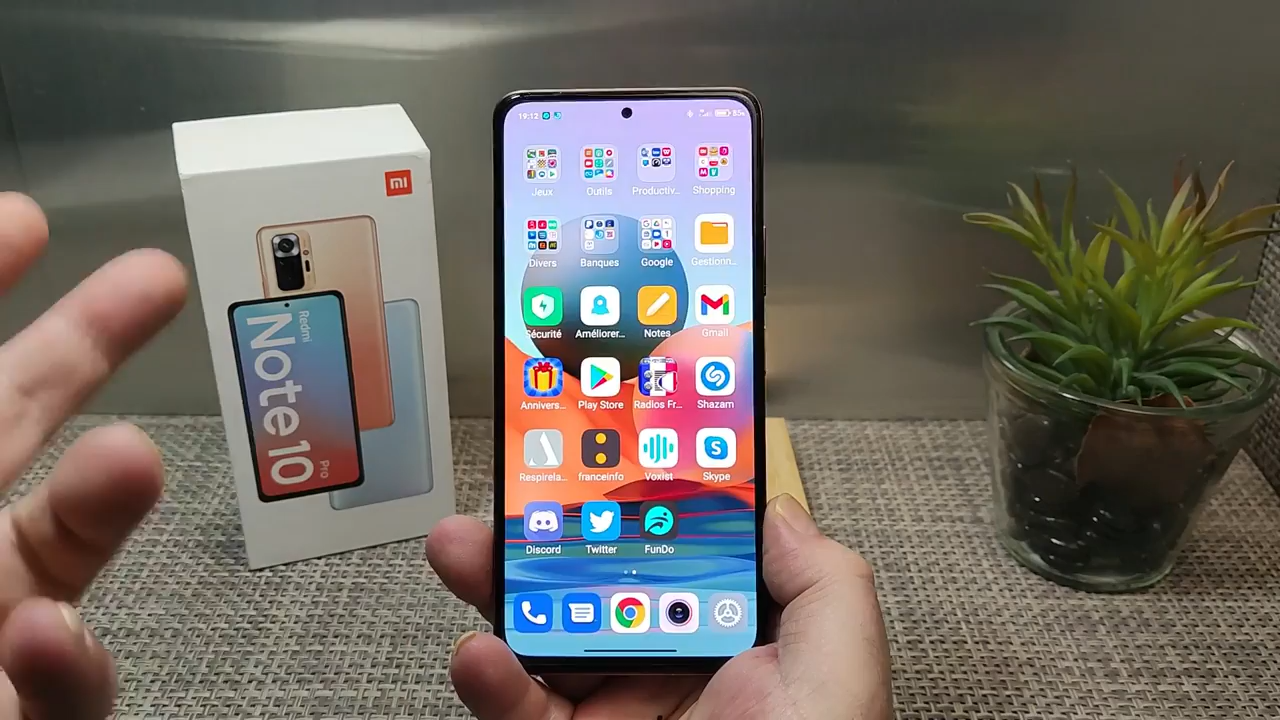 mi
Redmi
Note 10
Pro
19:12
85%
Jeux
Outils
Productiv...
Shopping
Divers
Banques
Google
Gestionn...
Sécurité
Améliorer...
Notes
Gmail
Annivers...
Play Store
Radios Fr...
Shazam
Respirela...
franceinfo
Voxist
Skype
Discord
Twitter
FunDo